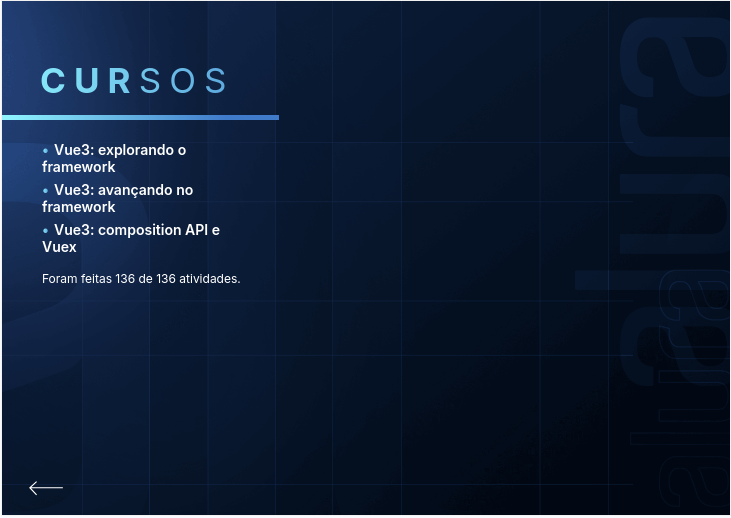 CURSOS
• Vue3: explorando o
framework
• Vue3: avançando no
framework
• Vue3: composition API e
Vuex
Foram feitas 136 de 136 atividades.
alura
alura